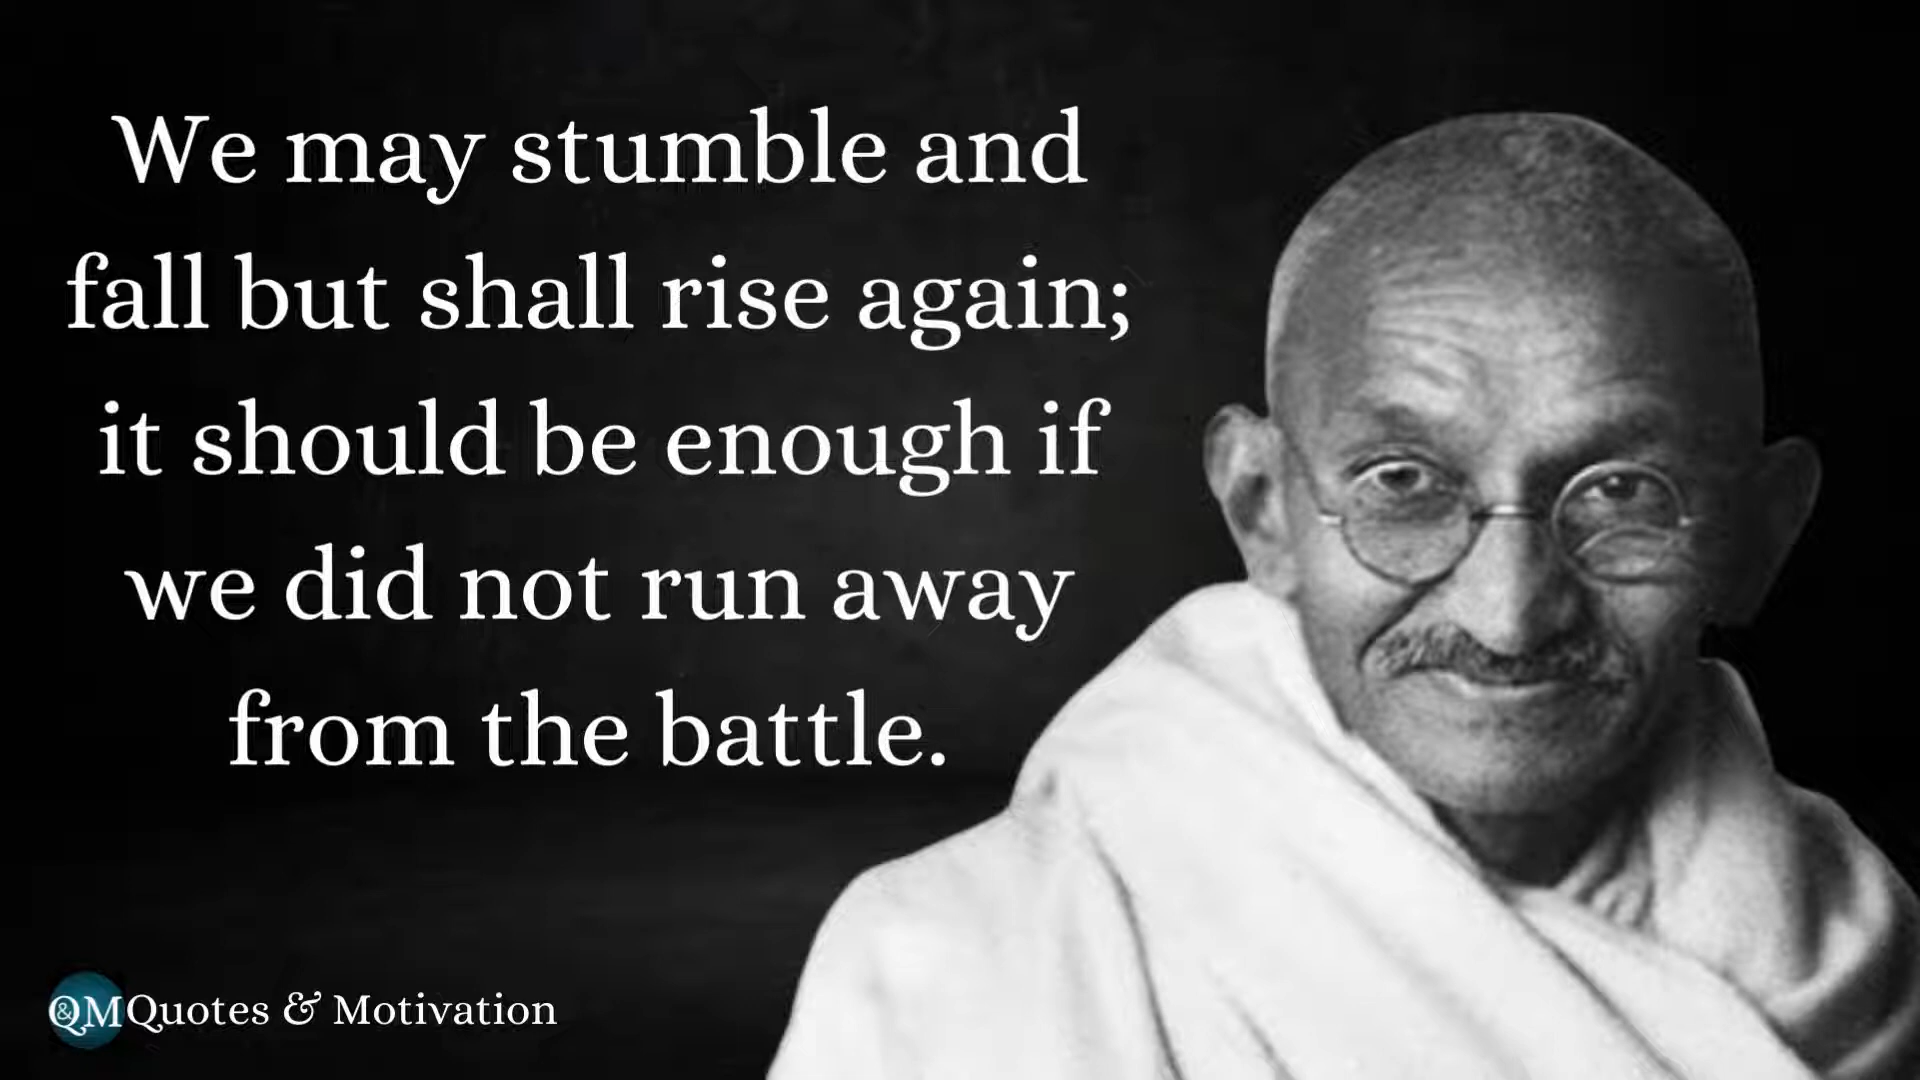 We may stumble and
fall but shall rise again;
it should be enough if
we did not run away
from the battle.
Q&M Quotes & Motivation